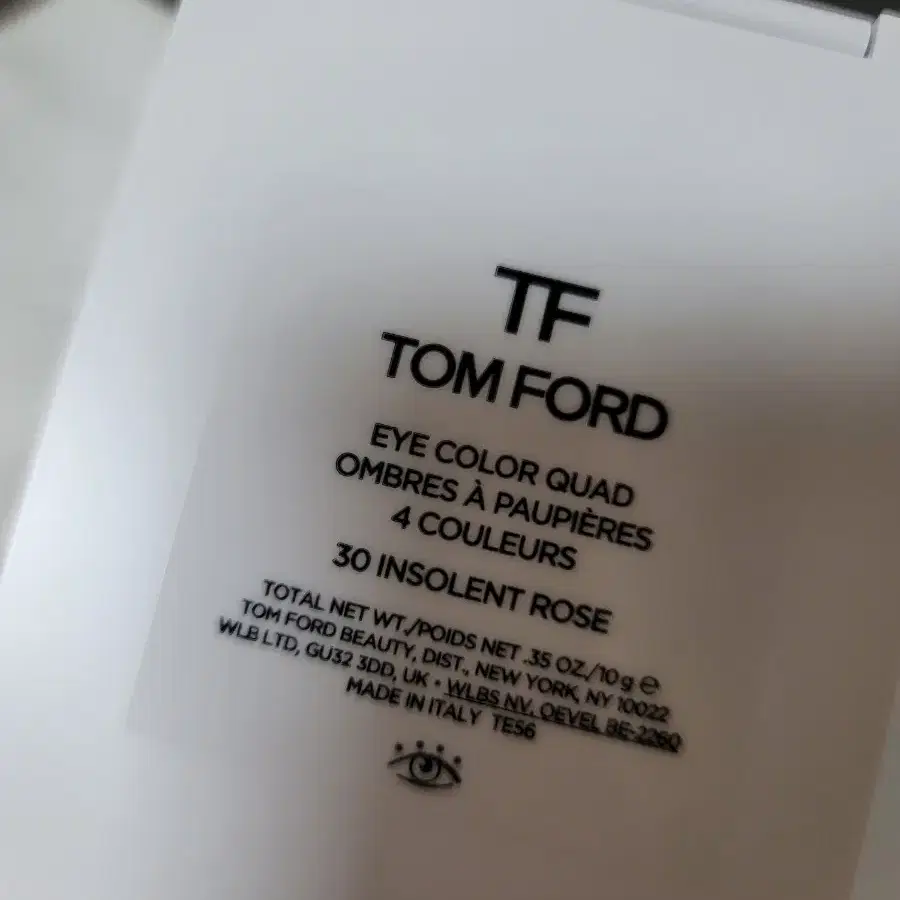 TF
TOM FORD
EYE COLOR QUAD
OMBRES À PAUPIÈRES
4 COULEURS
30 INSOLENT ROSE
TOTAL NET WT./POIDS NET .35 OZ./10 g ℮
TOM FORD BEAUTY, DIST., NEW YORK, NY 10022
WLB LTD, GU32 3DD, UK • WLBS NV, OEVEL BE-2260
MADE IN ITALY TE56